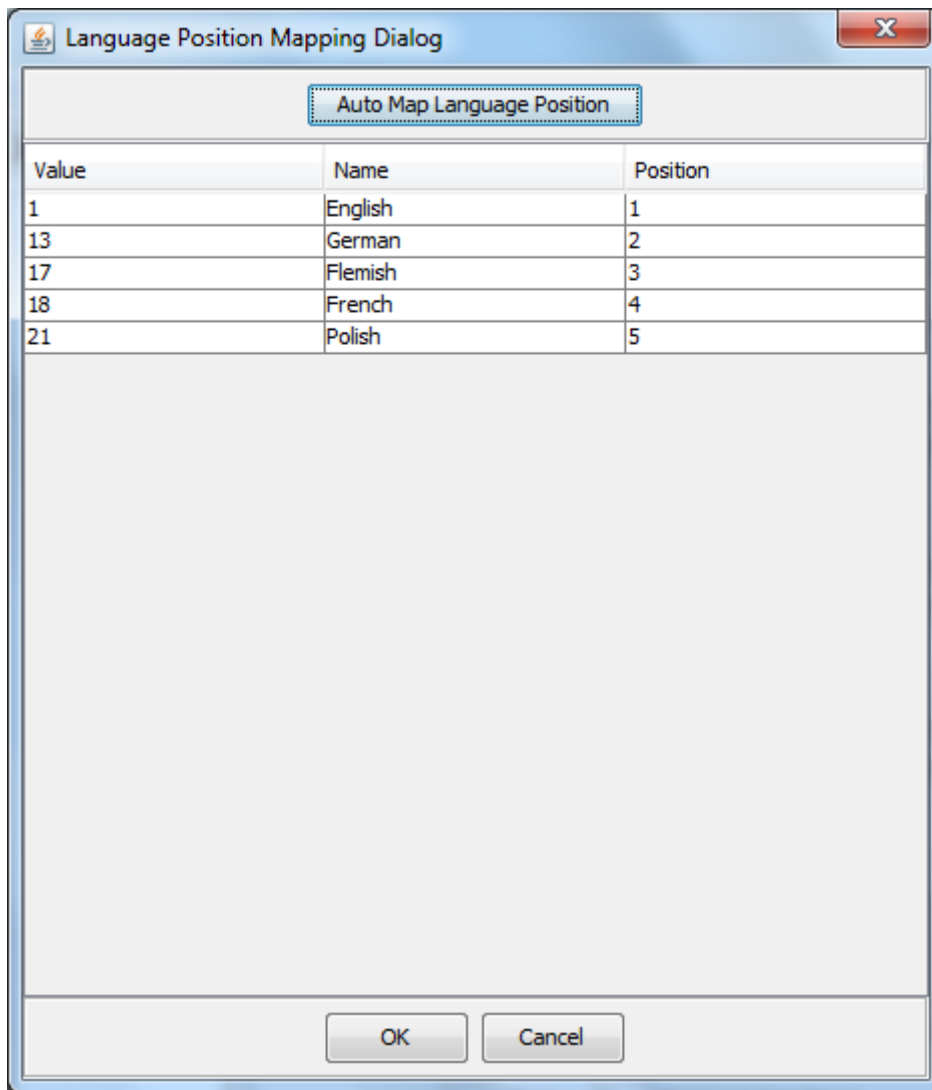 Language Position Mapping Dialog
Auto Map Language Position
Value Name Position
1 English 1
13 German 2
17 Flemish 3
18 French 4
21 Polish 5
OK Cancel